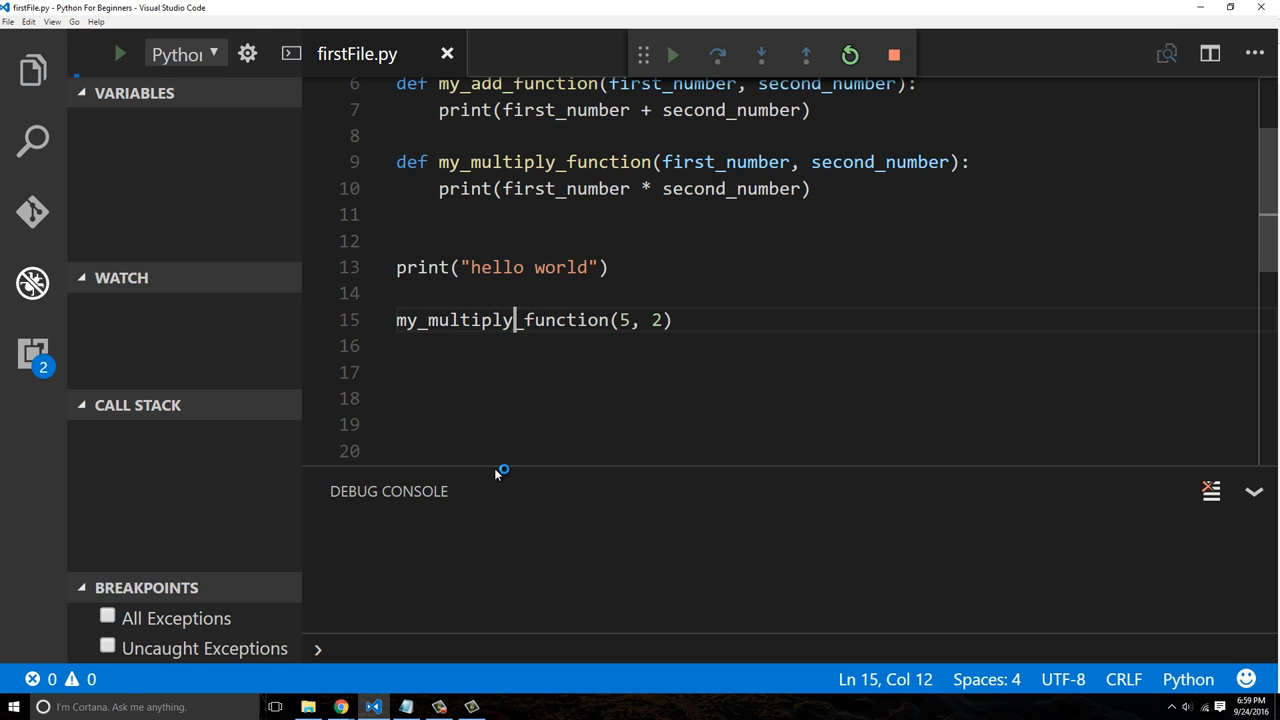 firstFile.py - Python For Beginners - Visual Studio Code
File Edit View Go Help
Python
firstFile.py
VARIABLES
WATCH
CALL STACK
BREAKPOINTS
All Exceptions
Uncaught Exceptions
6 def my_add_function(first_number, second_number):
7 print(first_number + second_number)
8
9 def my_multiply_function(first_number, second_number):
10 print(first_number * second_number)
11
12
13 print("hello world")
14
15 my_multiply_function(5, 2)
16
17
18
19
20
DEBUG CONSOLE
2
0 0
Ln 15, Col 12 Spaces: 4 UTF-8 CRLF Python
I'm Cortana. Ask me anything.
6:59 PM
9/24/2016